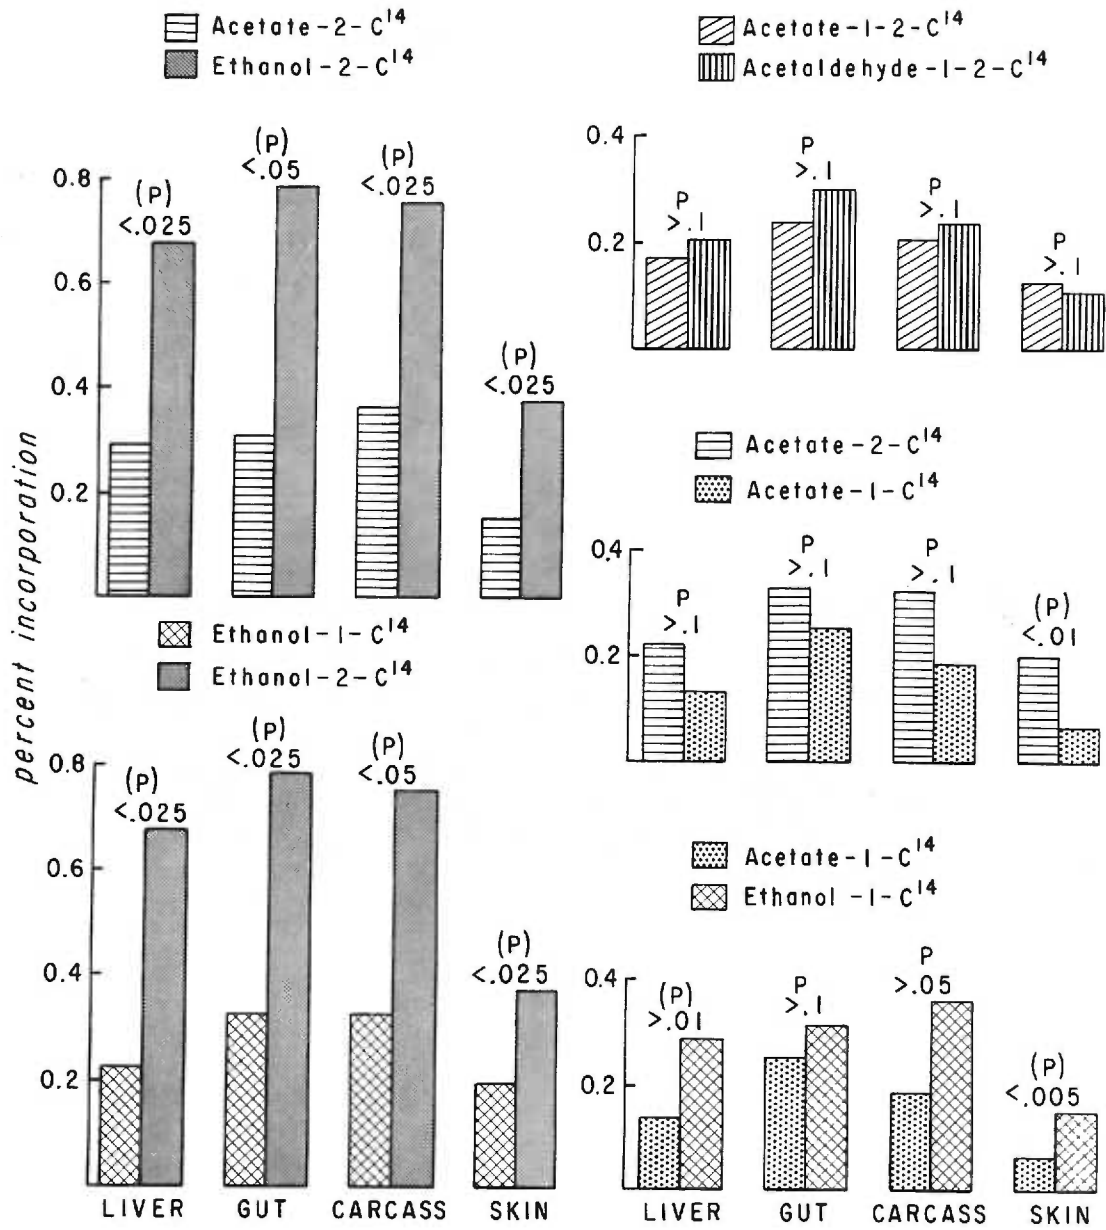 Acetate-2-C14
Ethanol-2-C14
(P)
<.025
(P)
<.05
(P)
<.025
(P)
<.025
0.8
0.6
0.4
0.2
percent incorporation
Ethanol-1-C14
Ethanol-2-C14
(P)
<.025
(P)
<.025
(P)
<.05
(P)
<.025
0.8
0.6
0.4
0.2
LIVER GUT CARCASS SKIN
Acetate-1-2-C14
Acetaldehyde-1-2-C14
0.4
0.2
P
>.1
P
>.1
P
>.1
P
>.1
Acetate-2-C14
Acetate-1-C14
0.4
0.2
P
>.1
P
>.1
P
>.1
(P)
<.01
Acetate-1-C14
Ethanol-1-C14
0.4
0.2
(P)
>.01
P
>.1
P
>.05
(P)
<.005
LIVER GUT CARCASS SKIN